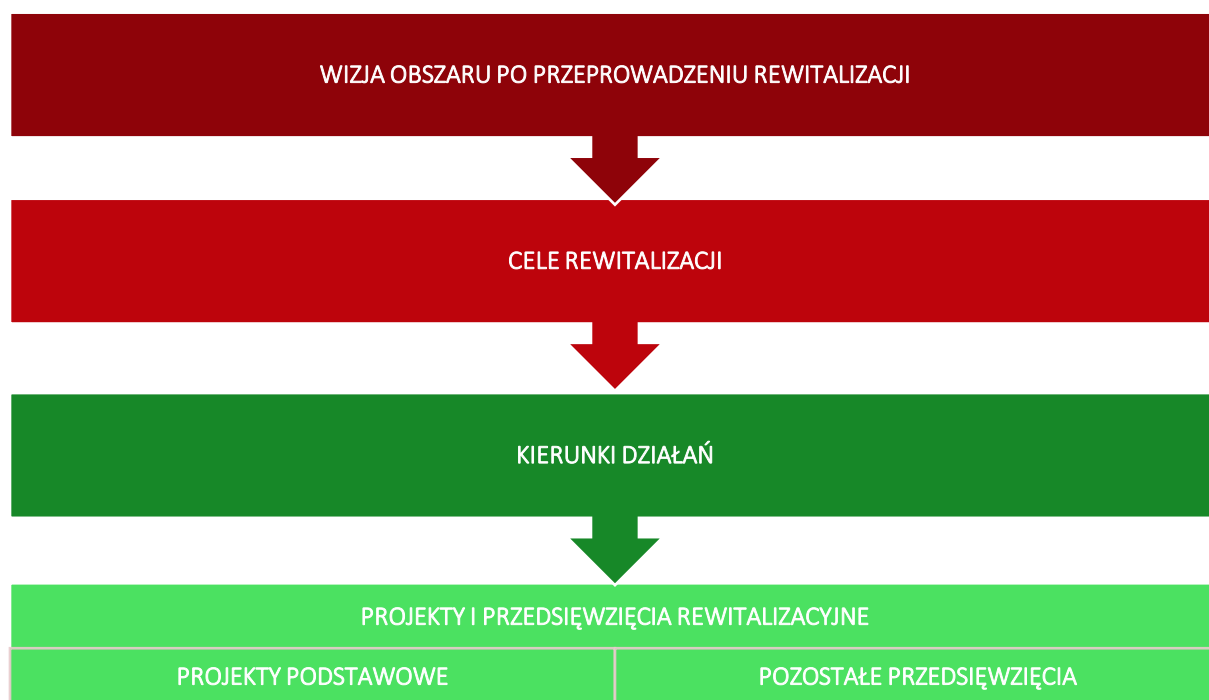 WIZJA OBSZARU PO PRZEPROWADZENIU REWITALIZACJI
CELE REWITALIZACJI
KIERUNKI DZIAŁAŃ
PROJEKTY I PRZEDSIĘWZIĘCIA REWITALIZACYJNE
PROJEKTY PODSTAWOWE
POZOSTAŁE PRZEDSIĘWZIĘCIA